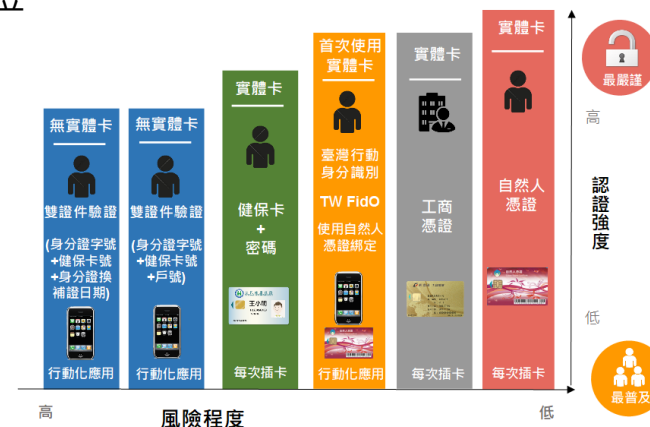 無實體卡
雙證件驗證
(身分證字號
+健保卡號
+身分證換
補證日期)
行動化應用
無實體卡
雙證件驗證
(身分證字號
+健保卡號
+戶號)
行動化應用
實體卡
健保卡
+
密碼
王小明
每次插卡
首次使用
實體卡
臺灣行動
身分識別
TW FidO
使用自然人
憑證綁定
行動化應用
實體卡
工商
憑證
每次插卡
實體卡
自然人
憑證
每次插卡
最嚴謹
高
認證強度
低
最普及
高
風險程度
低